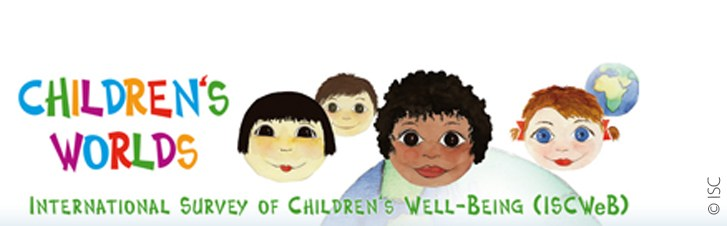 CHILDREN'S
WORLDS
INTERNATIONAL SURVEY OF CHILDREN'S WELL-BEING (ISCWeB)
© ISC